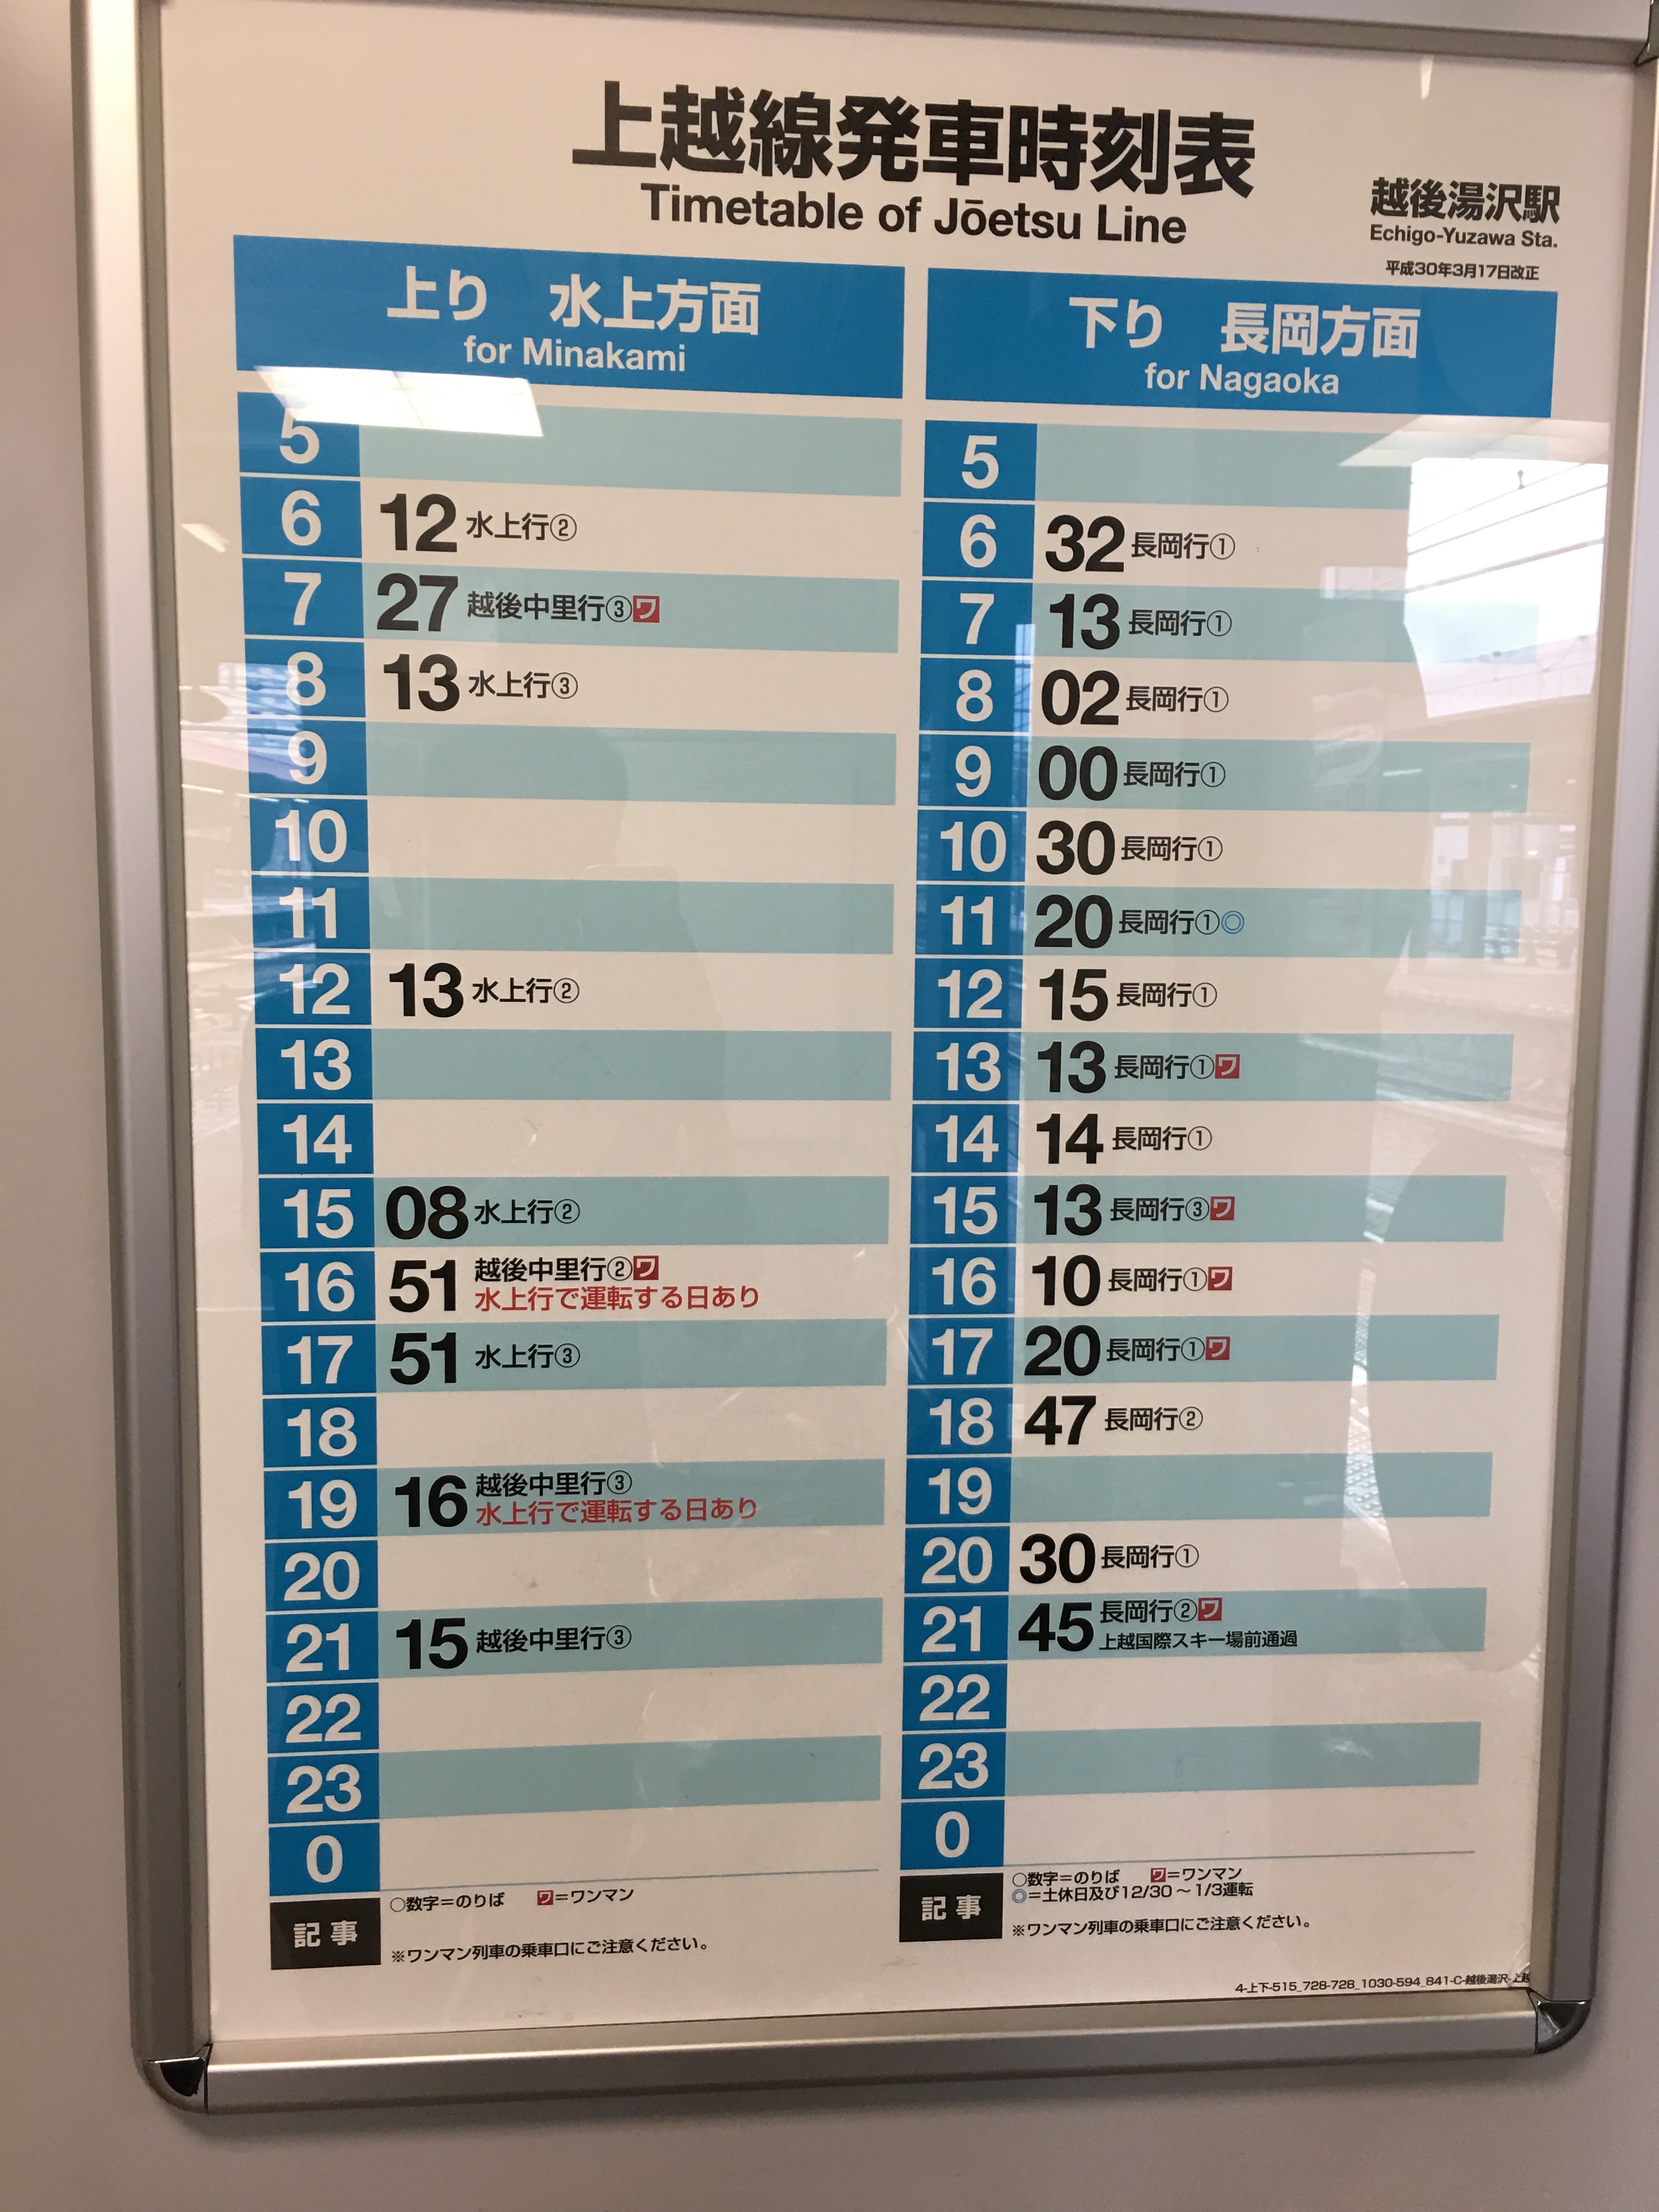 上越線発車時刻表
Timetable of Jōetsu Line
越後湯沢駅
Echigo-Yuzawa Sta.
平成30年3月17日改正
上り 水上方面
for Minakami
5
6 12 水上行②
7 27 越後中里行③ワ
8 13 水上行③
9
10
11
12 13 水上行②
13
14
15 08 水上行②
16 51 越後中里行②ワ
水上行で運転する日あり
17 51 水上行③
18
19 16 越後中里行③
水上行で運転する日あり
20
21 15 越後中里行③
22
23
0
記事
○数字=のりば ワ=ワンマン
※ワンマン列車の乗車口にご注意ください。
下り 長岡方面
for Nagaoka
5
6 32 長岡行①
7 13 長岡行①
8 02 長岡行①
9 00 長岡行①
10 30 長岡行①
11 20 長岡行①◎
12 15 長岡行①
13 13 長岡行①ワ
14 14 長岡行①
15 13 長岡行③ワ
16 10 長岡行①ワ
17 20 長岡行①ワ
18 47 長岡行②
19
20 30 長岡行①
21 45 長岡行②ワ
上越国際スキー場前通過
22
23
0
記事
○数字=のりば ワ=ワンマン
◎=土休日及び12/30～1/3運転
※ワンマン列車の乗車口にご注意ください。
4-上下-515_728-728_1030-594_841-C-越後湯沢-上越